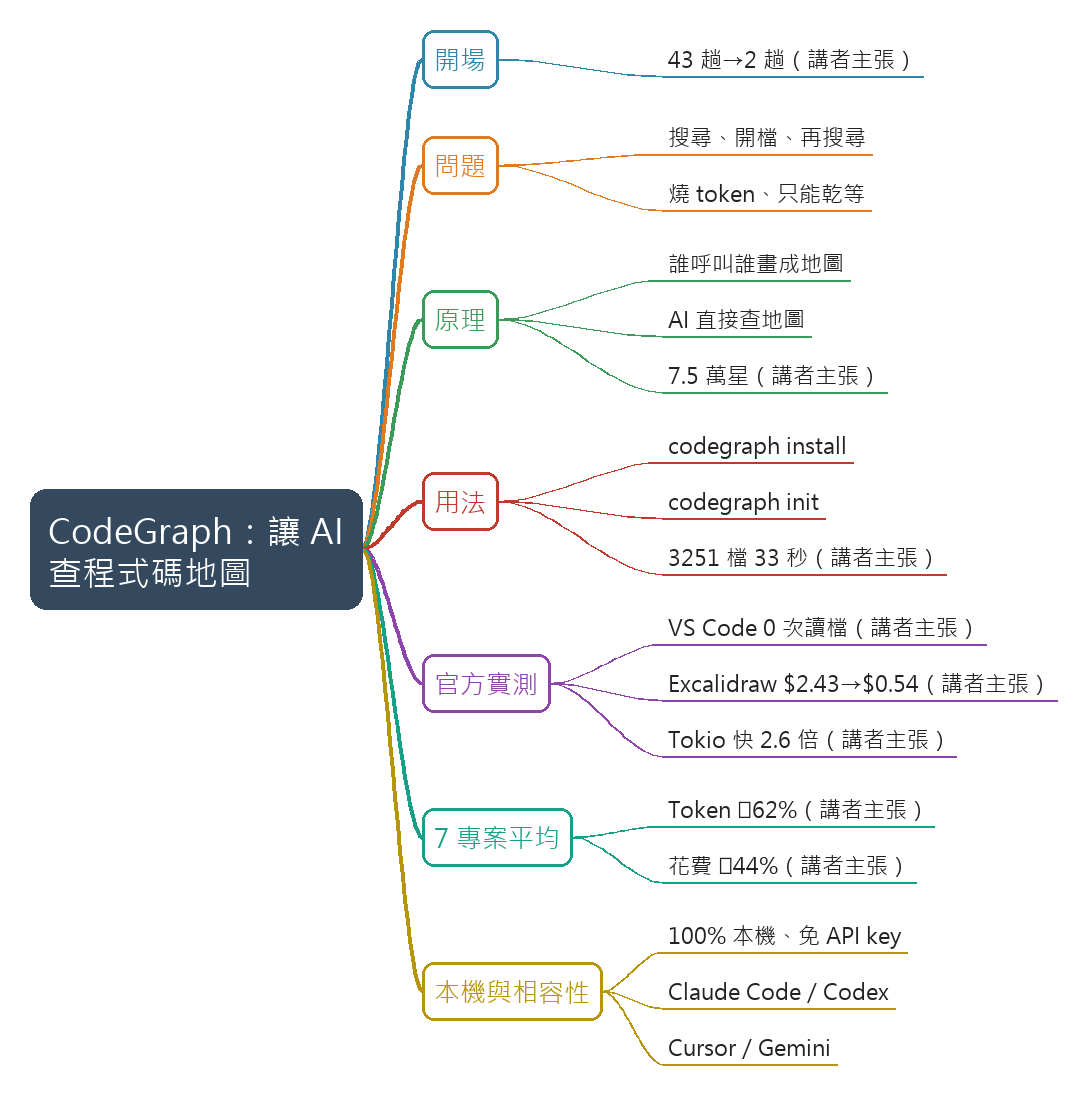 CodeGraph：讓 AI
查程式碼地圖
開場
43 趟→2 趟（講者主張）
問題
搜尋、開檔、再搜尋
燒 token、只能乾等
原理
誰呼叫誰畫成地圖
AI 直接查地圖
7.5 萬星（講者主張）
用法
codegraph install
codegraph init
3251 檔 33 秒（講者主張）
官方實測
VS Code 0 次讀檔（講者主張）
Excalidraw $2.43→$0.54（講者主張）
Tokio 快 2.6 倍（講者主張）
7 專案平均
Token 62%（講者主張）
花費 44%（講者主張）
本機與相容性
100% 本機、免 API key
Claude Code / Codex
Cursor / Gemini